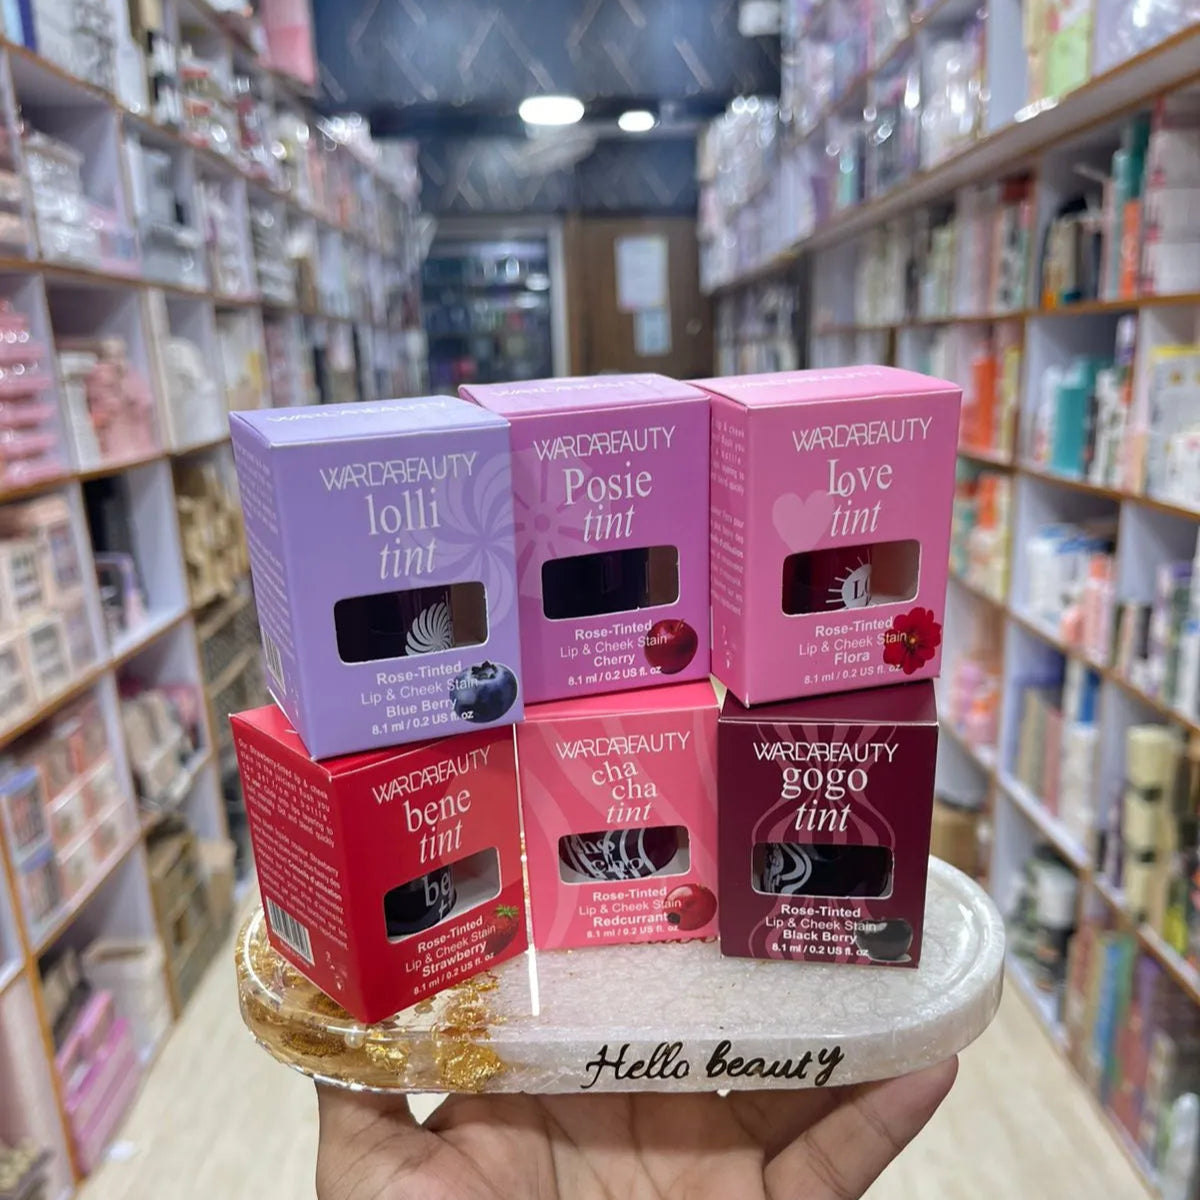 WARDABEAUTY
lolli
tint
Rose-Tinted
Lip & Cheek Stain
Blue Berry
8.1 ml / 0.2 US fl. oz
WARDABEAUTY
Posie
tint
Rose-Tinted
Lip & Cheek Stain
Cherry
8.1 ml / 0.2 US fl. oz
WARDABEAUTY
Love
tint
Rose-Tinted
Lip & Cheek Stain
Flora
8.1 ml / 0.2 US fl. oz
WARDABEAUTY
bene
tint
be
Rose-Tinted
Lip & Cheek Stain
Strawberry
8.1 ml / 0.2 US fl. oz
WARDABEAUTY
cha
cha
tint
Rose-Tinted
Lip & Cheek Stain
Redcurrant
8.1 ml / 0.2 US fl. oz
WARDABEAUTY
gogo
tint
Rose-Tinted
Lip & Cheek Stain
Black Berry
8.1 ml / 0.2 US fl. oz
Hello beauty